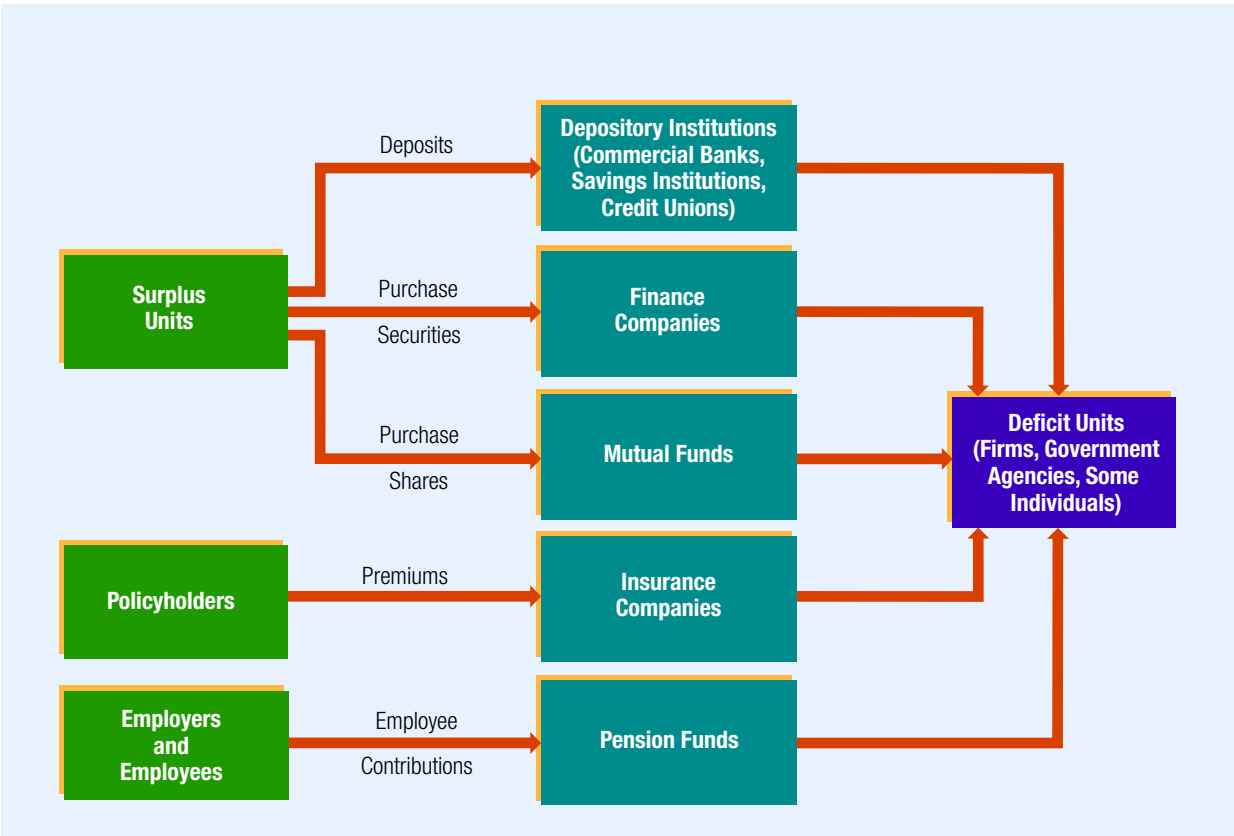 Deposits
Depository Institutions
(Commercial Banks,
Savings Institutions,
Credit Unions)
Surplus
Units
Purchase
Securities
Finance
Companies
Purchase
Shares
Mutual Funds
Deficit Units
(Firms, Government
Agencies, Some
Individuals)
Policyholders
Premiums
Insurance
Companies
Employers
and
Employees
Employee
Contributions
Pension Funds